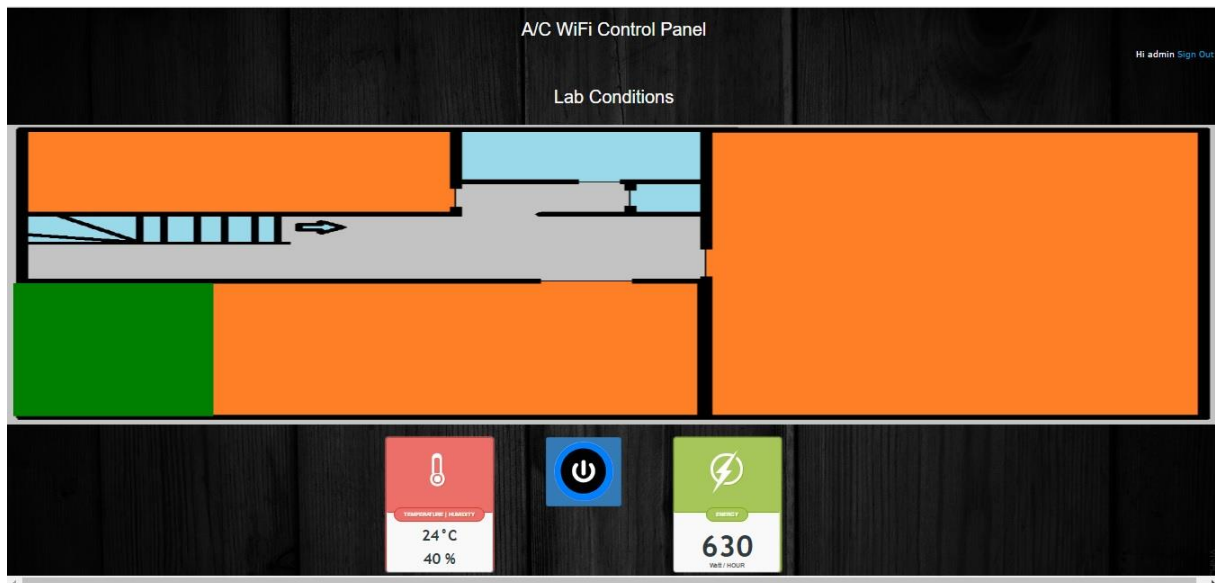 A/C WiFi Control Panel
Hi admin Sign Out
Lab Conditions
TEMPERATURE | HUMIDITY
24°C
40 %
ENERGY
630
Watt / HOUR